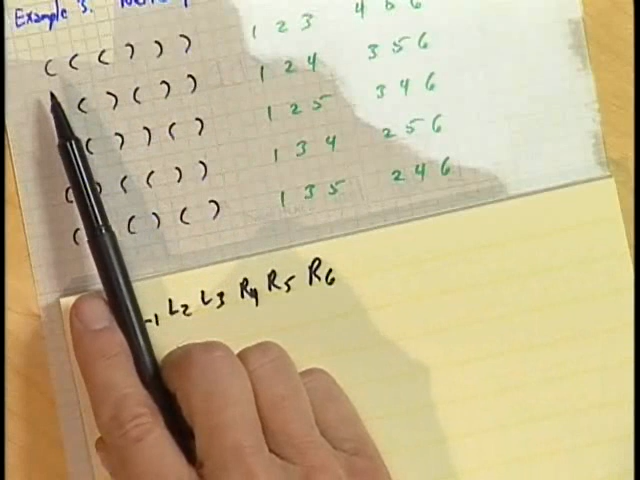 Example 3.
( ( ( ) ) ) 1 2 3 4 5 6
( ) ( ) ) 1 2 4 3 5 6
( ) ) ( ) 1 2 5 3 4 6
( ) ( ( ) ) 1 3 4 2 5 6
( ( ) ( ) 1 3 5 2 4 6
1 L2 L3 R4 R5 R6